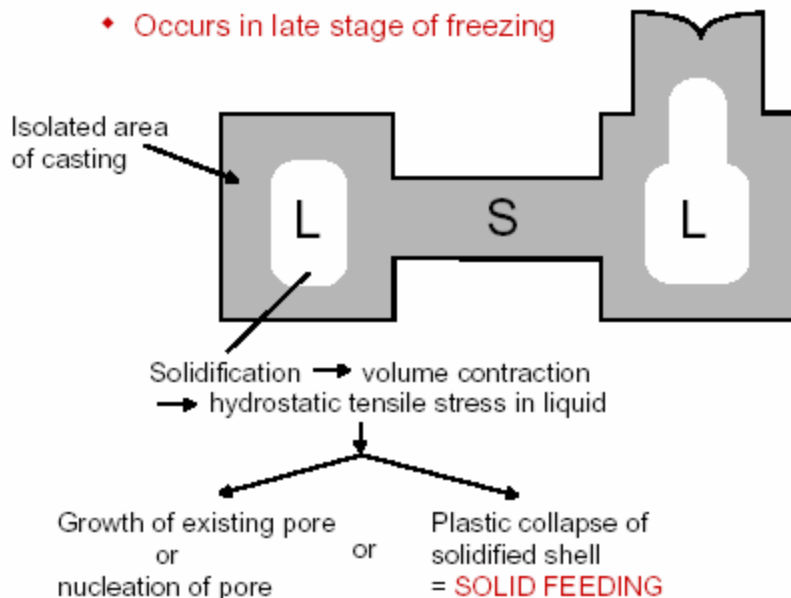 ◆ Occurs in late stage of freezing
Isolated area
of casting
L
S
L
Solidification → volume contraction
→ hydrostatic tensile stress in liquid
Growth of existing pore
or
nucleation of pore
or
Plastic collapse of
solidified shell
= SOLID FEEDING